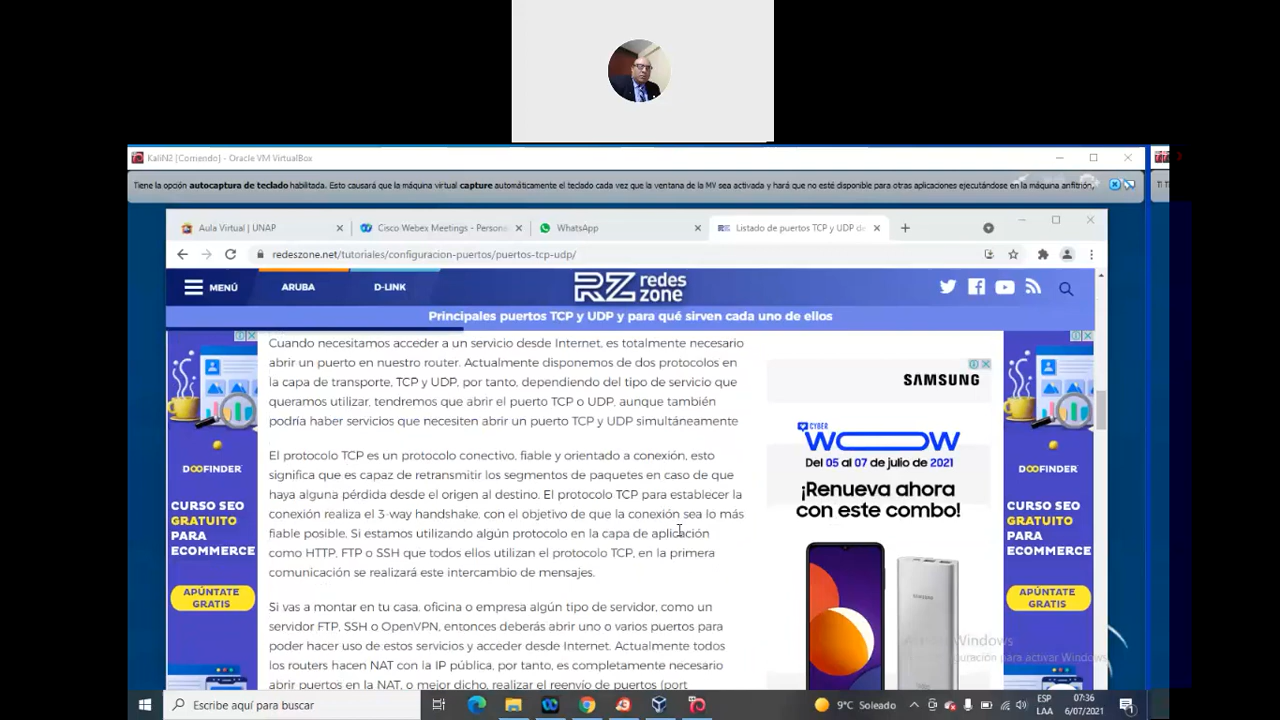 KaliN2 [Corriendo] - Oracle VM VirtualBox
Tiene la opción autocaptura de teclado habilitada. Esto causará que la máquina virtual capture automáticamente el teclado cada vez que la ventana de la MV sea activada y hará que no esté disponible para otras aplicaciones ejecutándose en la máquina anfitrión,
Aula Virtual | UNAP
Cisco Webex Meetings - Persona
WhatsApp
Listado de puertos TCP y UDP de
redeszone.net/tutoriales/configuracion-puertos/puertos-tcp-udp/
MENÚ
ARUBA
D-LINK
RZ redes zone
Principales puertos TCP y UDP y para qué sirven cada uno de ellos
Cuando necesitamos acceder a un servicio desde Internet, es totalmente necesario
abrir un puerto en nuestro router. Actualmente disponemos de dos protocolos en
la capa de transporte, TCP y UDP, por tanto, dependiendo del tipo de servicio que
queramos utilizar, tendremos que abrir el puerto TCP o UDP, aunque también
podría haber servicios que necesiten abrir un puerto TCP y UDP simultáneamente
.
El protocolo TCP es un protocolo conectivo, fiable y orientado a conexión, esto
significa que es capaz de retransmitir los segmentos de paquetes en caso de que
haya alguna pérdida desde el origen al destino. El protocolo TCP para establecer la
conexión realiza el 3-way handshake, con el objetivo de que la conexión sea lo más
fiable posible. Si estamos utilizando algún protocolo en la capa de aplicación
como HTTP, FTP o SSH que todos ellos utilizan el protocolo TCP, en la primera
comunicación se realizará este intercambio de mensajes.
Si vas a montar en tu casa, oficina o empresa algún tipo de servidor, como un
servidor FTP, SSH o OpenVPN, entonces deberás abrir uno o varios puertos para
poder hacer uso de estos servicios y acceder desde Internet. Actualmente todos
los routers hacen NAT con la IP pública, por tanto, es completamente necesario
abrir puertos en la NAT, o mejor dicho, realizar el reenvío de puertos (port
DOOFINDER
CURSO SEO
GRATUITO
PARA
ECOMMERCE
APÚNTATE
GRATIS
SAMSUNG
CYBER
WOW
Del 05 al 07 de julio de 2021
¡Renueva ahora
con este combo!
SAMSUNG
DOOFINDER
CURSO SEO
GRATUITO
PARA
ECOMMERCE
APÚNTATE
GRATIS
Escribe aquí para buscar
9°C Soleado
ESP
LAA
07:36
6/07/2021